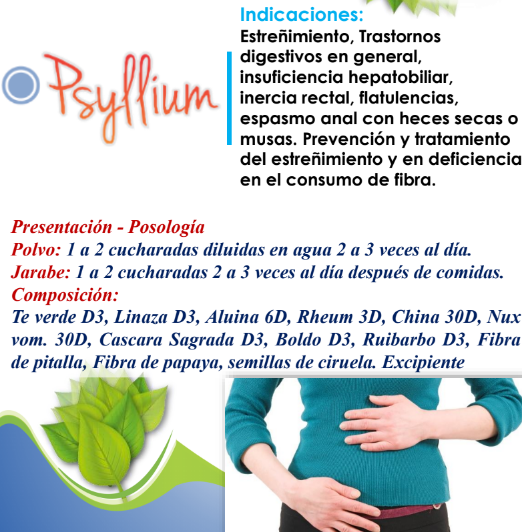 Psyllium
Indicaciones:
Estreñimiento, Trastornos
digestivos en general,
insuficiencia hepatobiliar,
inercia rectal, flatulencias,
espasmo anal con heces secas o
musas. Prevención y tratamiento
del estreñimiento y en deficiencia
en el consumo de fibra.
Presentación - Posología
Polvo: 1 a 2 cucharadas diluidas en agua 2 a 3 veces al día.
Jarabe: 1 a 2 cucharadas 2 a 3 veces al día después de comidas.
Composición:
Te verde D3, Linaza D3, Aluina 6D, Rheum 3D, China 30D, Nux
vom. 30D, Cascara Sagrada D3, Boldo D3, Ruibarbo D3, Fibra
de pitalla, Fibra de papaya, semillas de ciruela. Excipiente